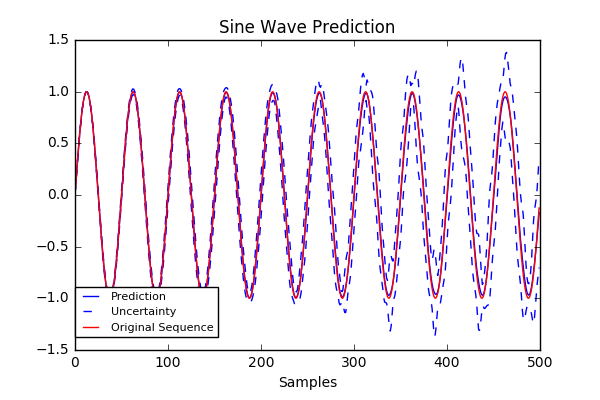 Sine Wave Prediction
1.5
1.0
0.5
0.0
−0.5
−1.0
−1.5
Prediction
Uncertainty
Original Sequence
0 100 200 300 400 500
Samples